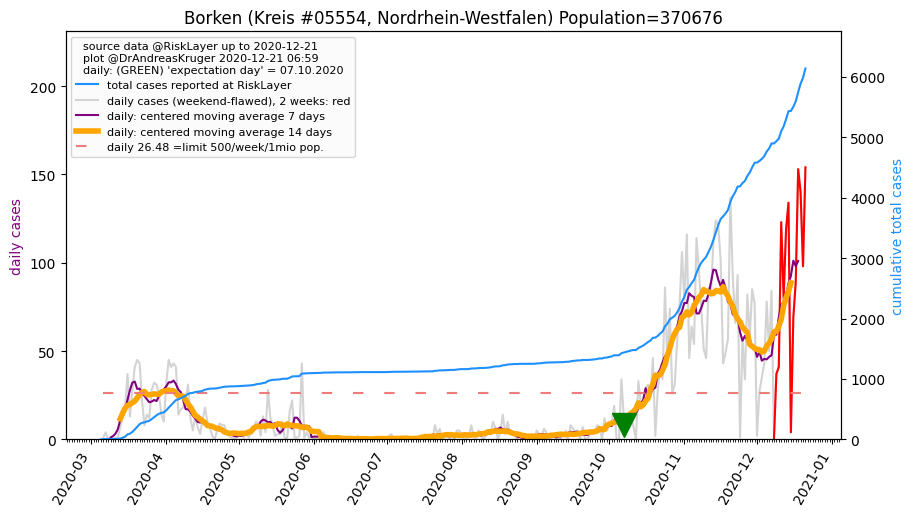 Borken (Kreis #05554, Nordrhein-Westfalen) Population=370676
source data @RiskLayer up to 2020-12-21
plot @DrAndreasKruger 2020-12-21 06:59
daily: (GREEN) 'expectation day' = 07.10.2020
total cases reported at RiskLayer
daily cases (weekend-flawed), 2 weeks: red
daily: centered moving average 7 days
daily: centered moving average 14 days
daily 26.48 =limit 500/week/1mio pop.
daily cases
200
150
100
50
0
cumulative total cases
6000
5000
4000
3000
2000
1000
0
2020-03
2020-04
2020-05
2020-06
2020-07
2020-08
2020-09
2020-10
2020-11
2020-12
2021-01